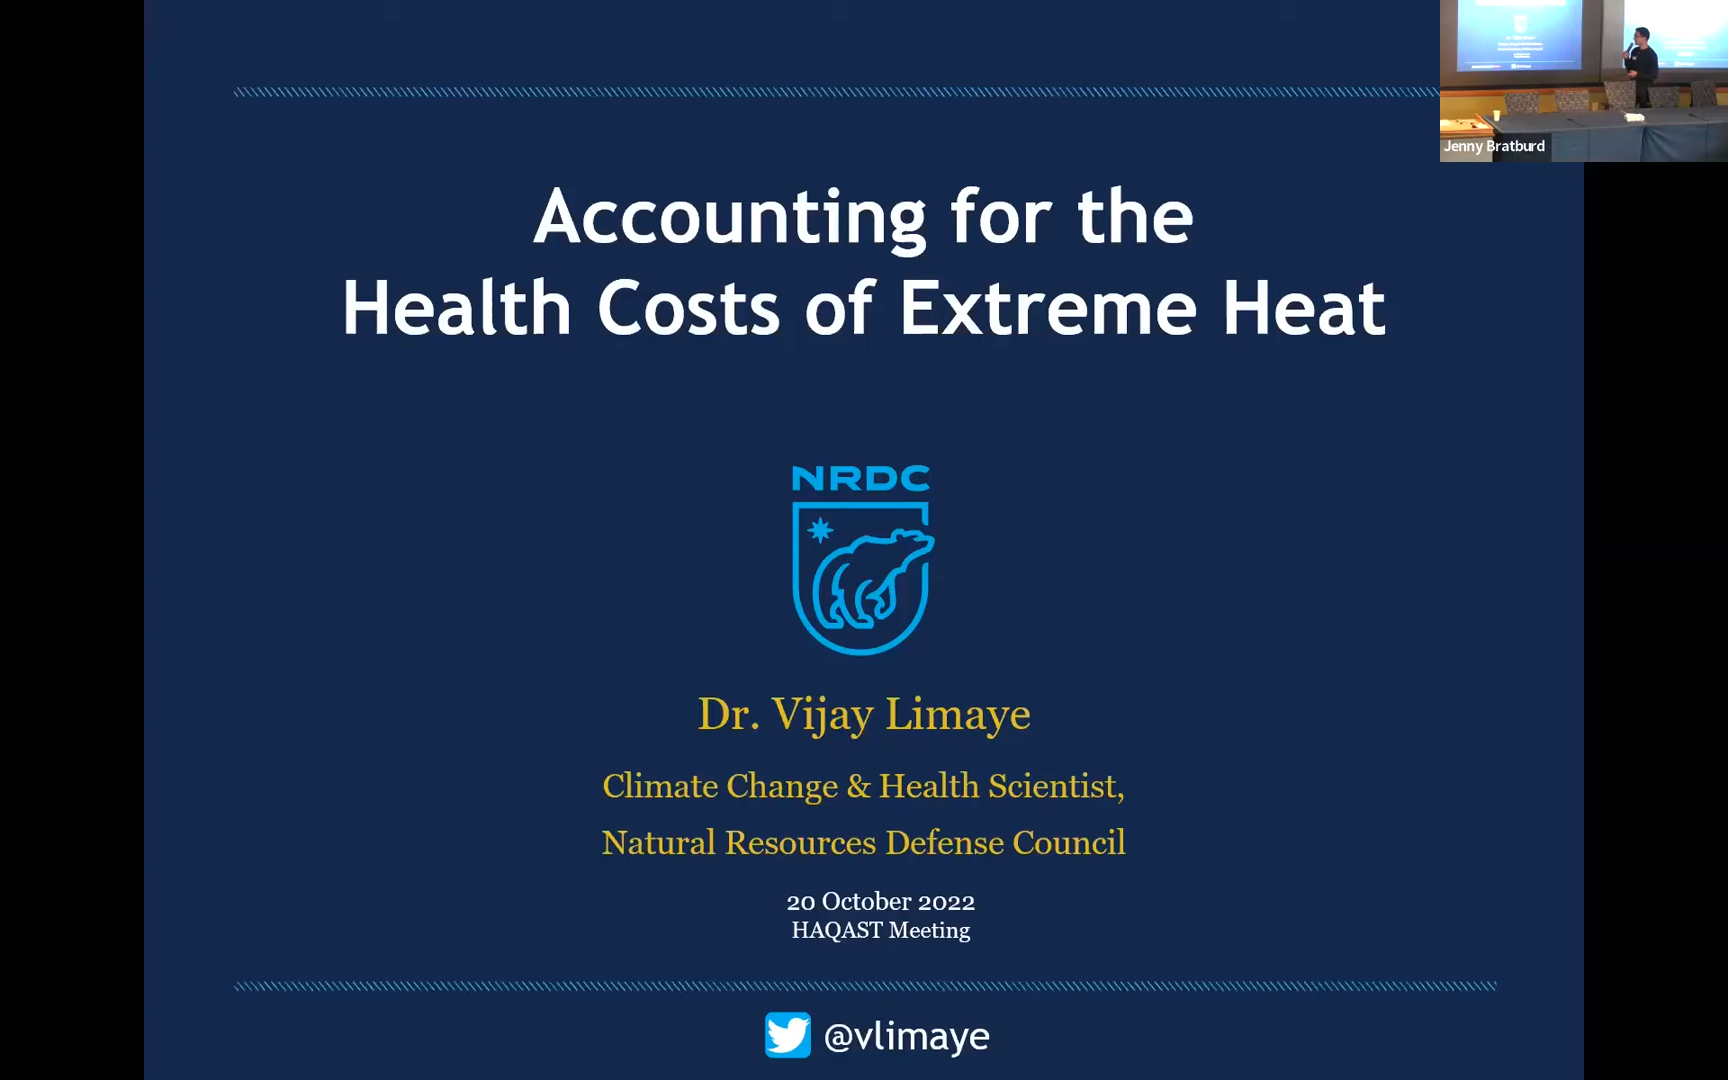 Jenny Bratburd
Accounting for the
Health Costs of Extreme Heat
NRDC
Dr. Vijay Limaye
Climate Change & Health Scientist,
Natural Resources Defense Council
20 October 2022
HAQAST Meeting
@vlimaye